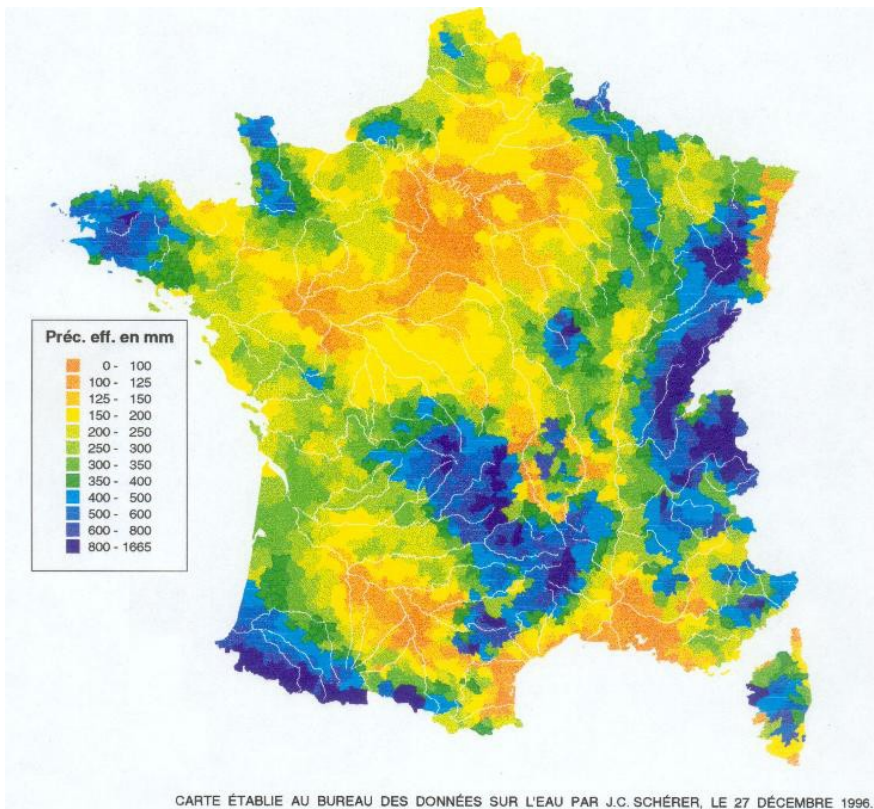 Préc. eff. en mm
0 - 100
100 - 125
125 - 150
150 - 200
200 - 250
250 - 300
300 - 350
350 - 400
400 - 500
500 - 600
600 - 800
800 - 1665
CARTE ÉTABLIE AU BUREAU DES DONNÉES SUR L'EAU PAR J.C. SCHÉRER, LE 27 DÉCEMBRE 1996.